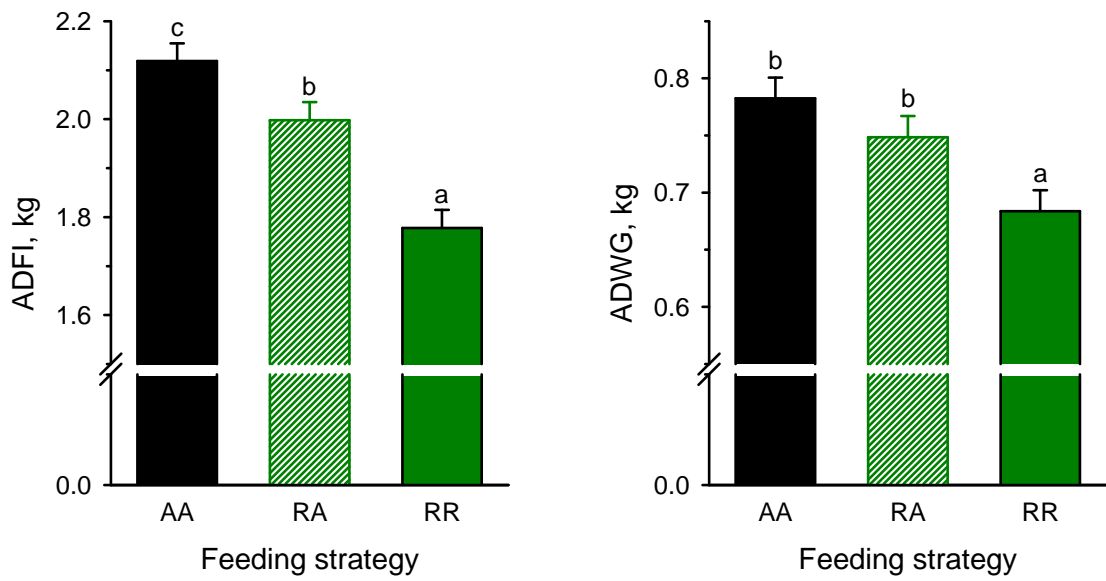 2.2
2.0
1.8
1.6
0.0
ADFI, kg
c
b
a
AA RA RR
Feeding strategy
0.8
0.7
0.6
0.0
ADWG, kg
b
b
a
AA RA RR
Feeding strategy